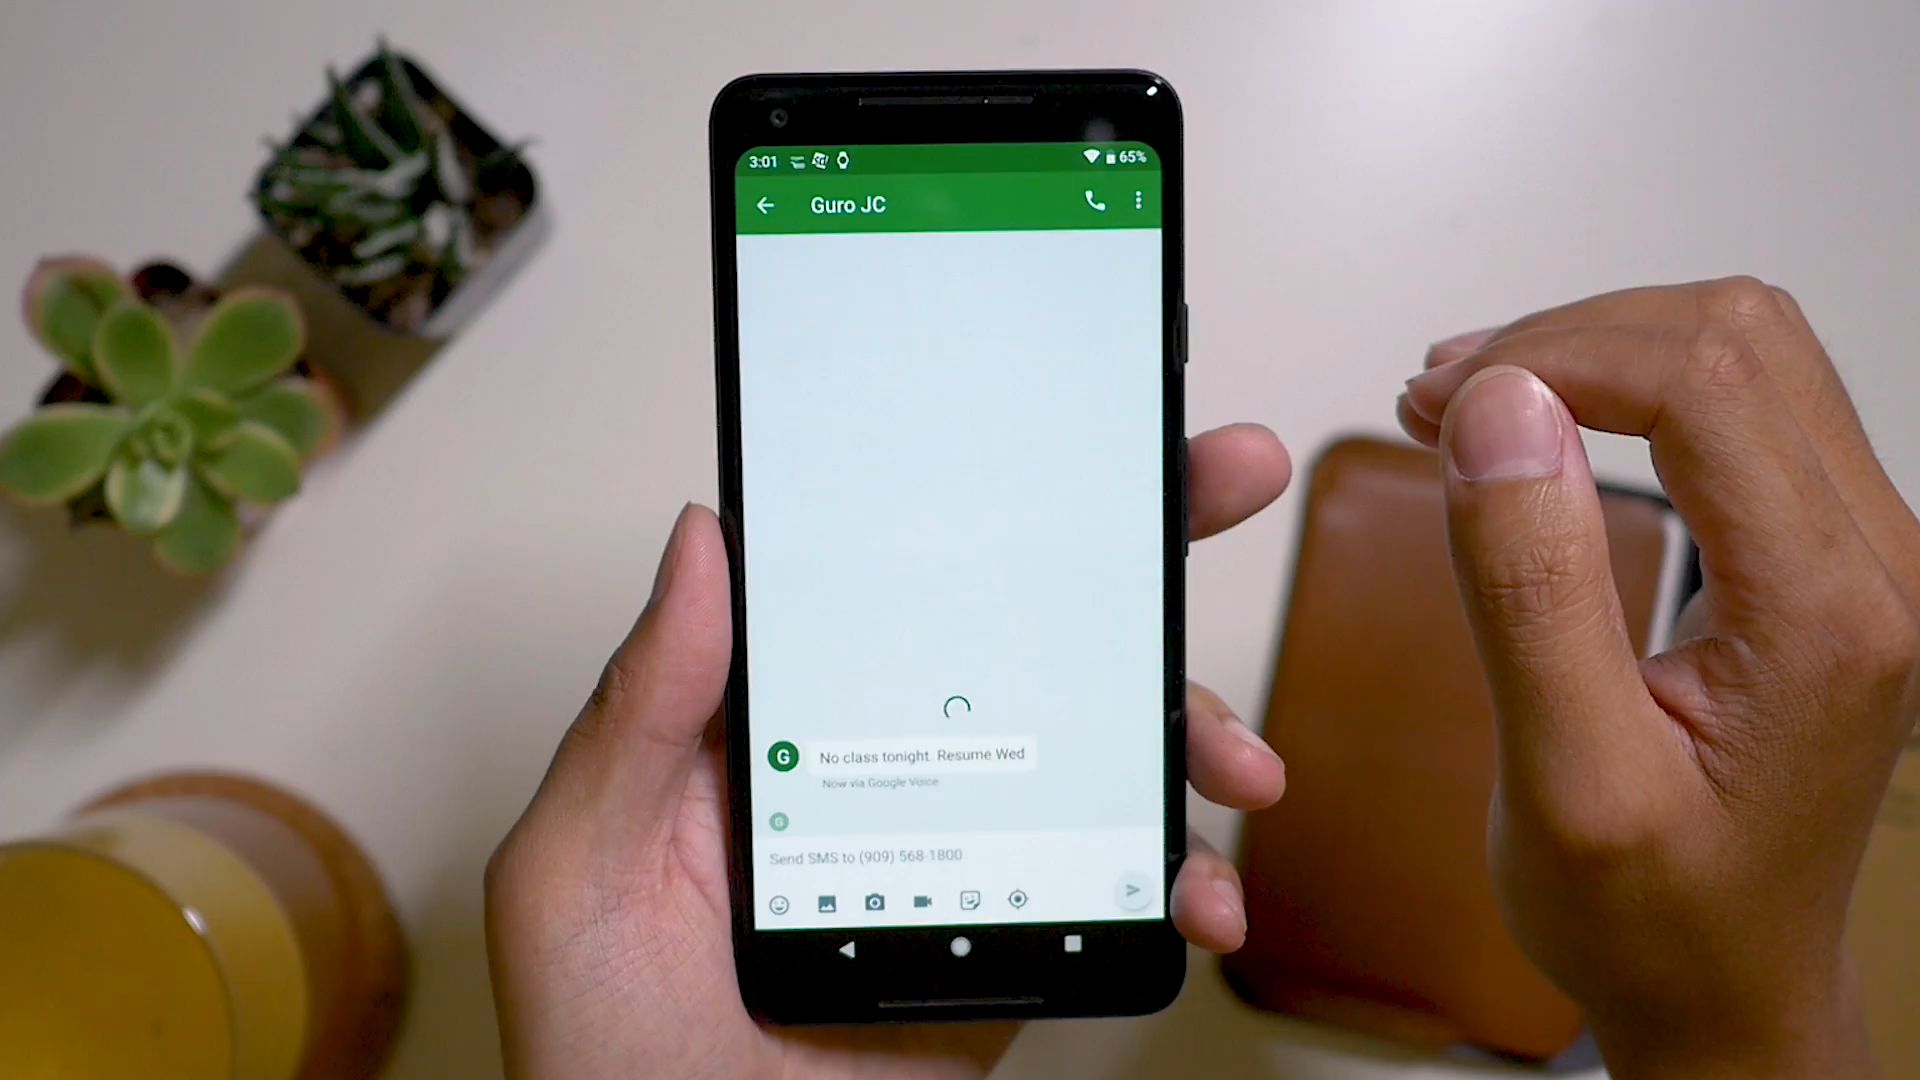 3:01 65%
Guro JC
G No class tonight. Resume Wed
Now via Google Voice
G
Send SMS to (909) 568-1800